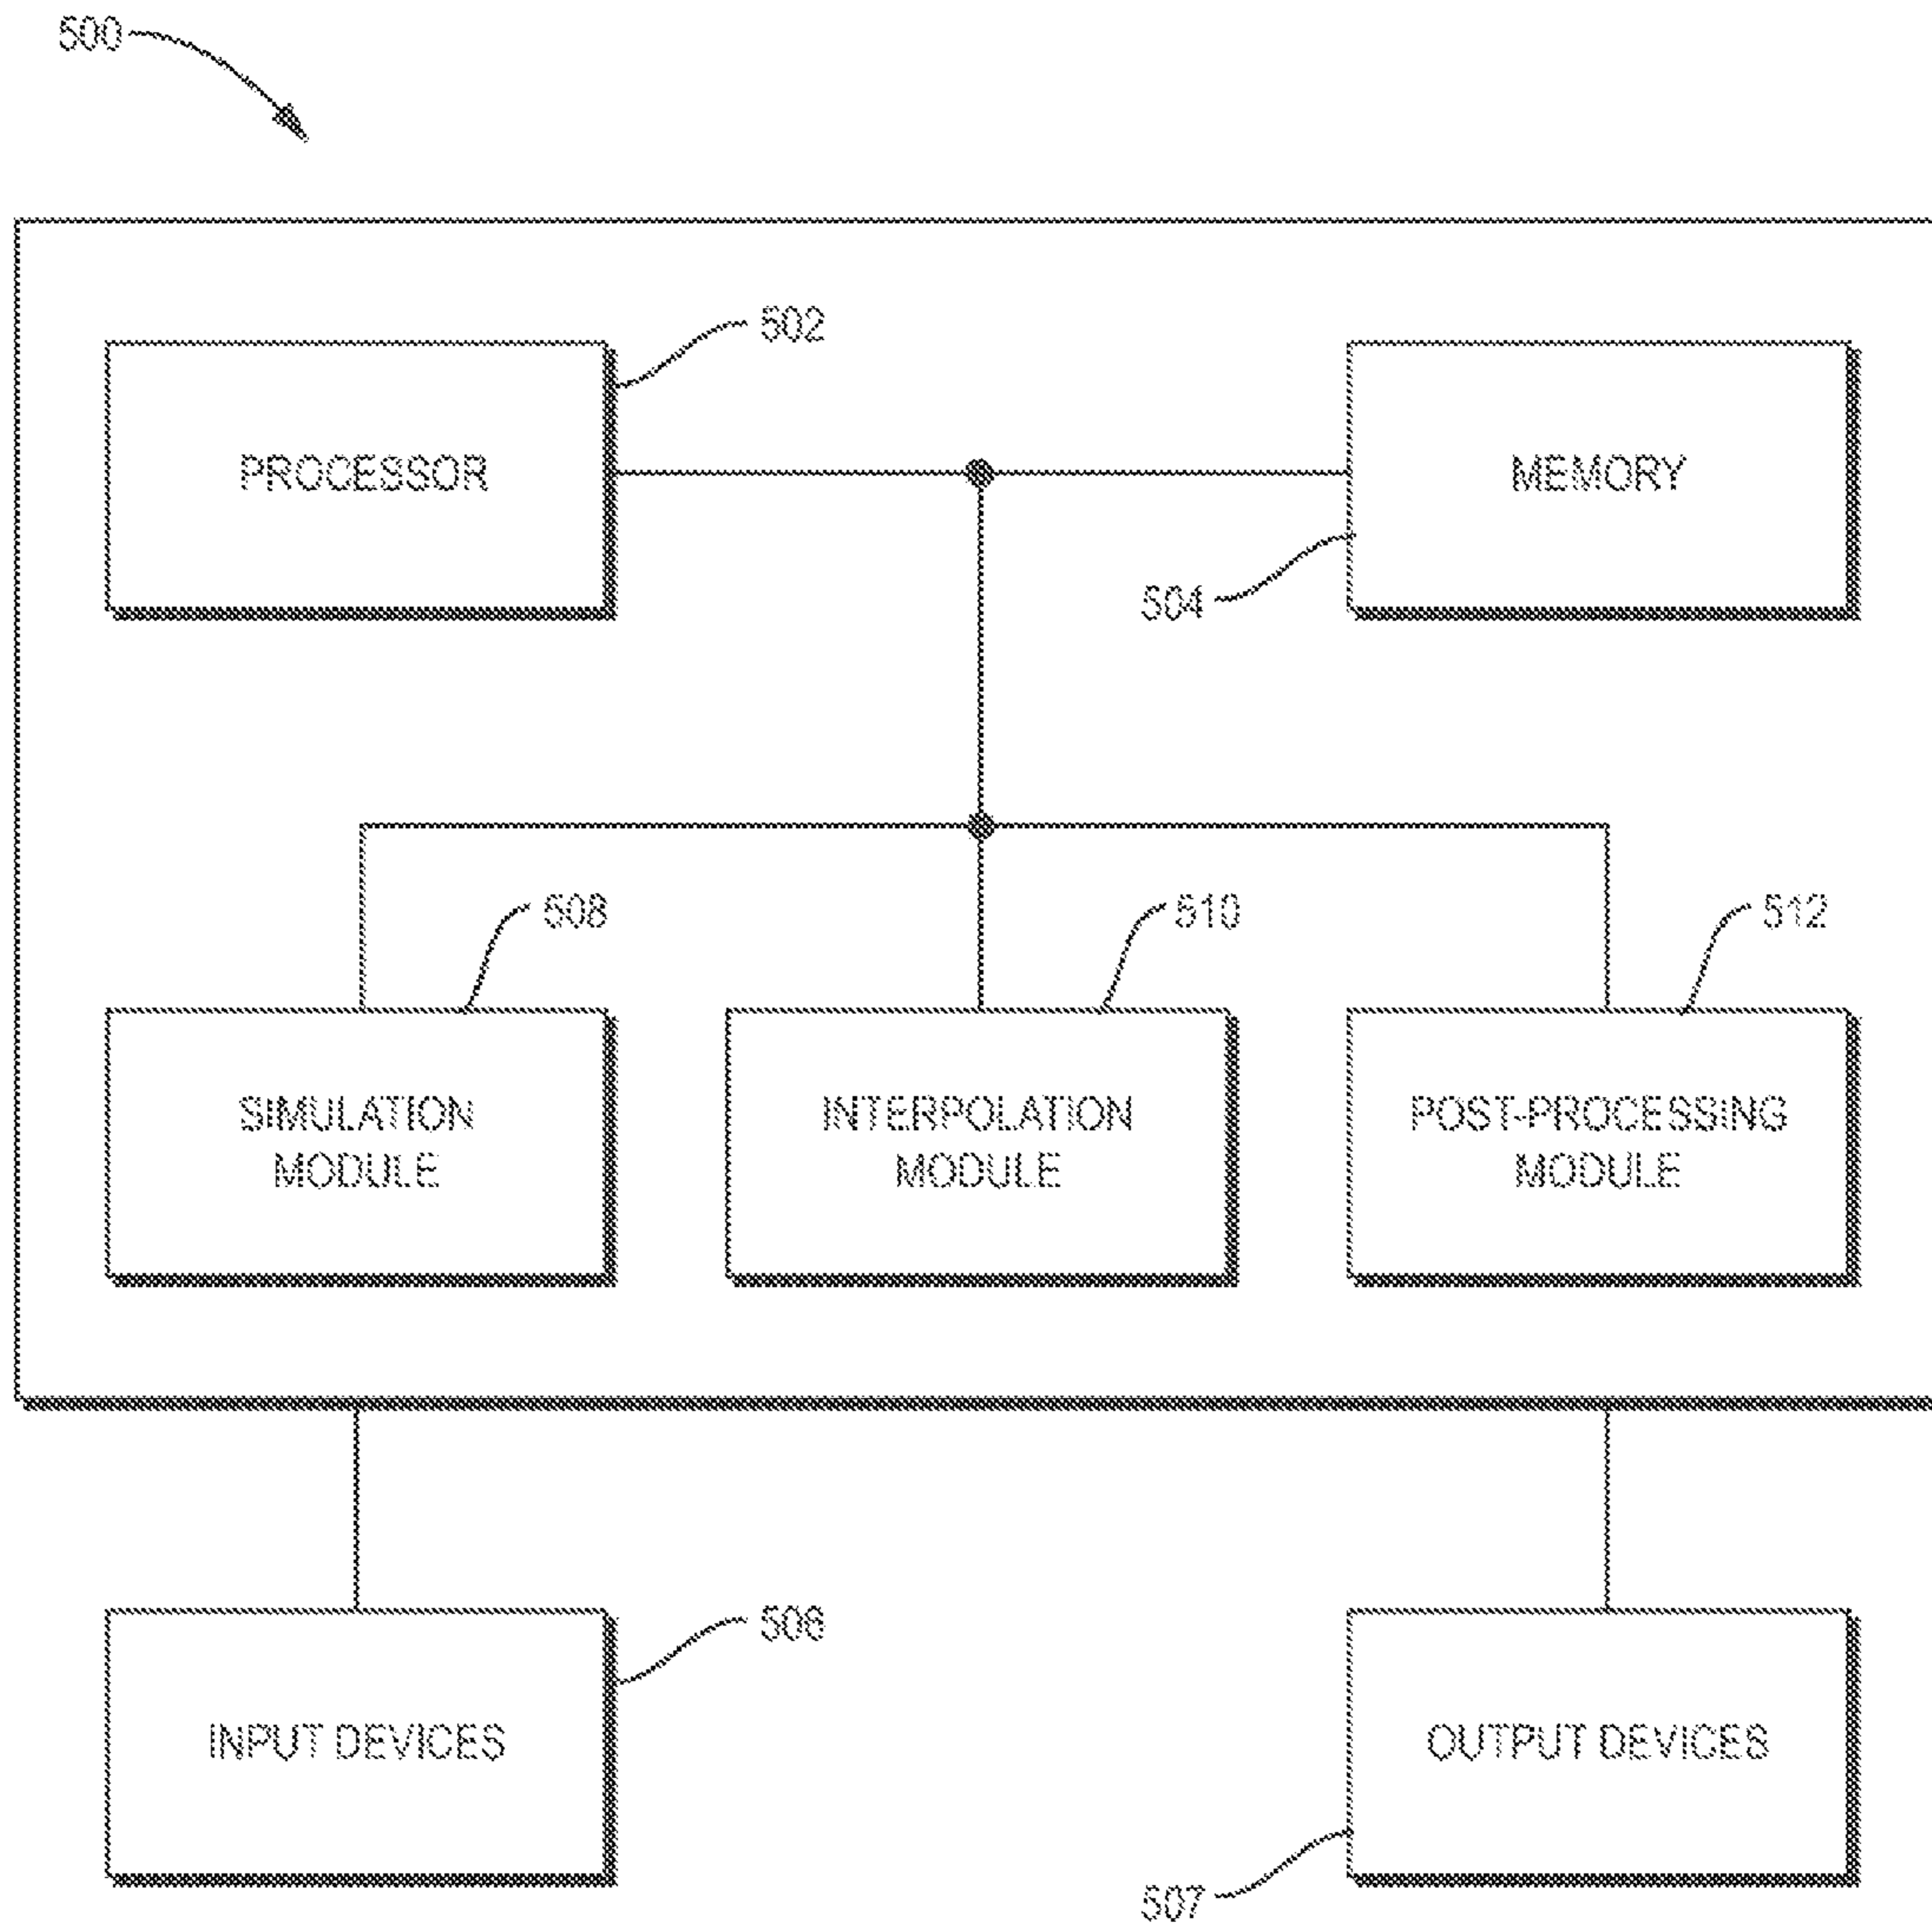 500
502
PROCESSOR
MEMORY
504
508
510
512
SIMULATION
MODULE
INTERPOLATION
MODULE
POST-PROCESSING
MODULE
506
INPUT DEVICES
OUTPUT DEVICES
507